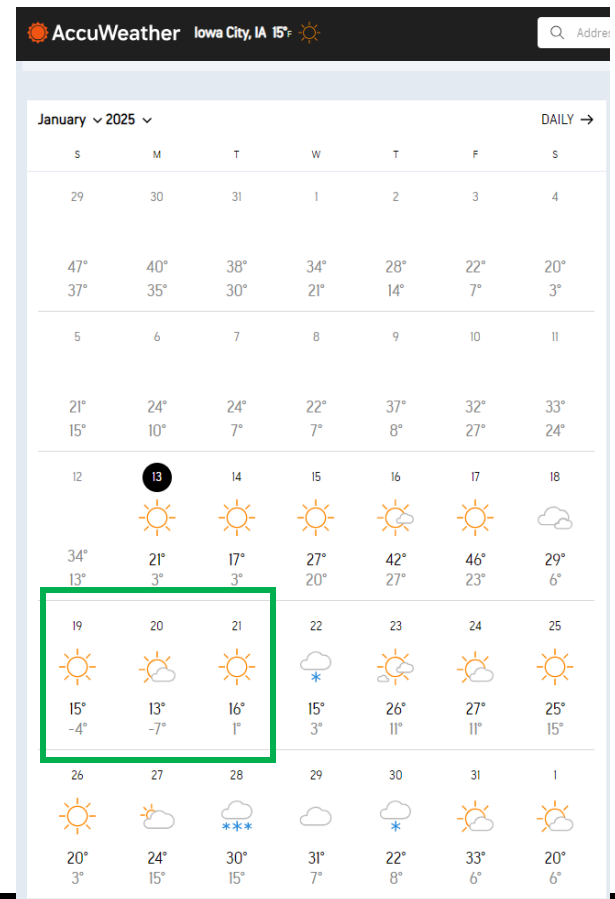 AccuWeather Iowa City, IA 15°F Addres
January 2025 DAILY →
S M T W T F S
29 30 31 1 2 3 4
47° 40° 38° 34° 28° 22° 20°
37° 35° 30° 21° 14° 7° 3°
5 6 7 8 9 10 11
21° 24° 24° 22° 37° 32° 33°
15° 10° 7° 7° 8° 27° 24°
12 13 14 15 16 17 18
34° 21° 17° 27° 42° 46° 29°
13° 3° 3° 20° 27° 23° 6°
19 20 21 22 23 24 25
15° 13° 16° 15° 26° 27° 25°
-4° -7° 1° 3° 11° 11° 15°
26 27 28 29 30 31 1
20° 24° 30° 31° 22° 33° 20°
3° 15° 15° 7° 8° 6° 6°